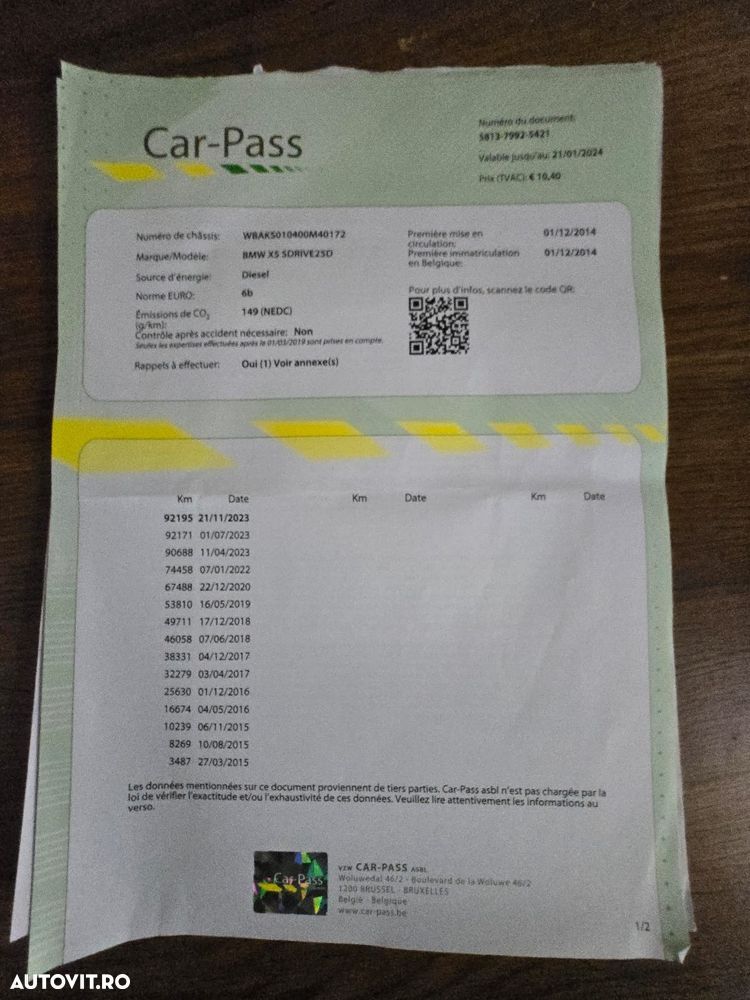 Car-Pass
Numéro du document:
5813-7992-5421
Valable jusqu'au: 21/01/2024
Prix (TVAC): € 10,40
Numéro de châssis: WBAKS010400M40172
Marque/Modèle: BMW X5 SDRIVE25D
Source d'énergie: Diesel
Norme EURO: 6b
Émissions de CO₂ 149 (NEDC)
(g/km):
Contrôle après accident nécessaire: Non
Seules les expertises effectuées après le 01/03/2019 sont prises en compte.
Rappels à effectuer: Oui (1) Voir annexe(s)
Première mise en 01/12/2014
circulation:
Première immatriculation 01/12/2014
en Belgique:
Pour plus d'infos, scannez le code QR:
Km Date Km Date Km Date
92195 21/11/2023
92171 01/07/2023
90688 11/04/2023
74458 07/01/2022
67488 22/12/2020
53810 16/05/2019
49711 17/12/2018
46058 07/06/2018
38331 04/12/2017
32279 03/04/2017
25630 01/12/2016
16674 04/05/2016
10239 06/11/2015
8269 10/08/2015
3487 27/03/2015
Les données mentionnées sur ce document proviennent de tiers parties. Car-Pass asbl n'est pas chargée par la
loi de vérifier l'exactitude et/ou l'exhaustivité de ces données. Veuillez lire attentivement les informations au
verso.
Car-Pass
VZW CAR-PASS ASBL
Woluwedal 46/2 - Boulevard de la Woluwe 46/2
1200 BRUSSEL - BRUXELLES
België - Belgique
www.car-pass.be
1/2
AUTOVIT.RO